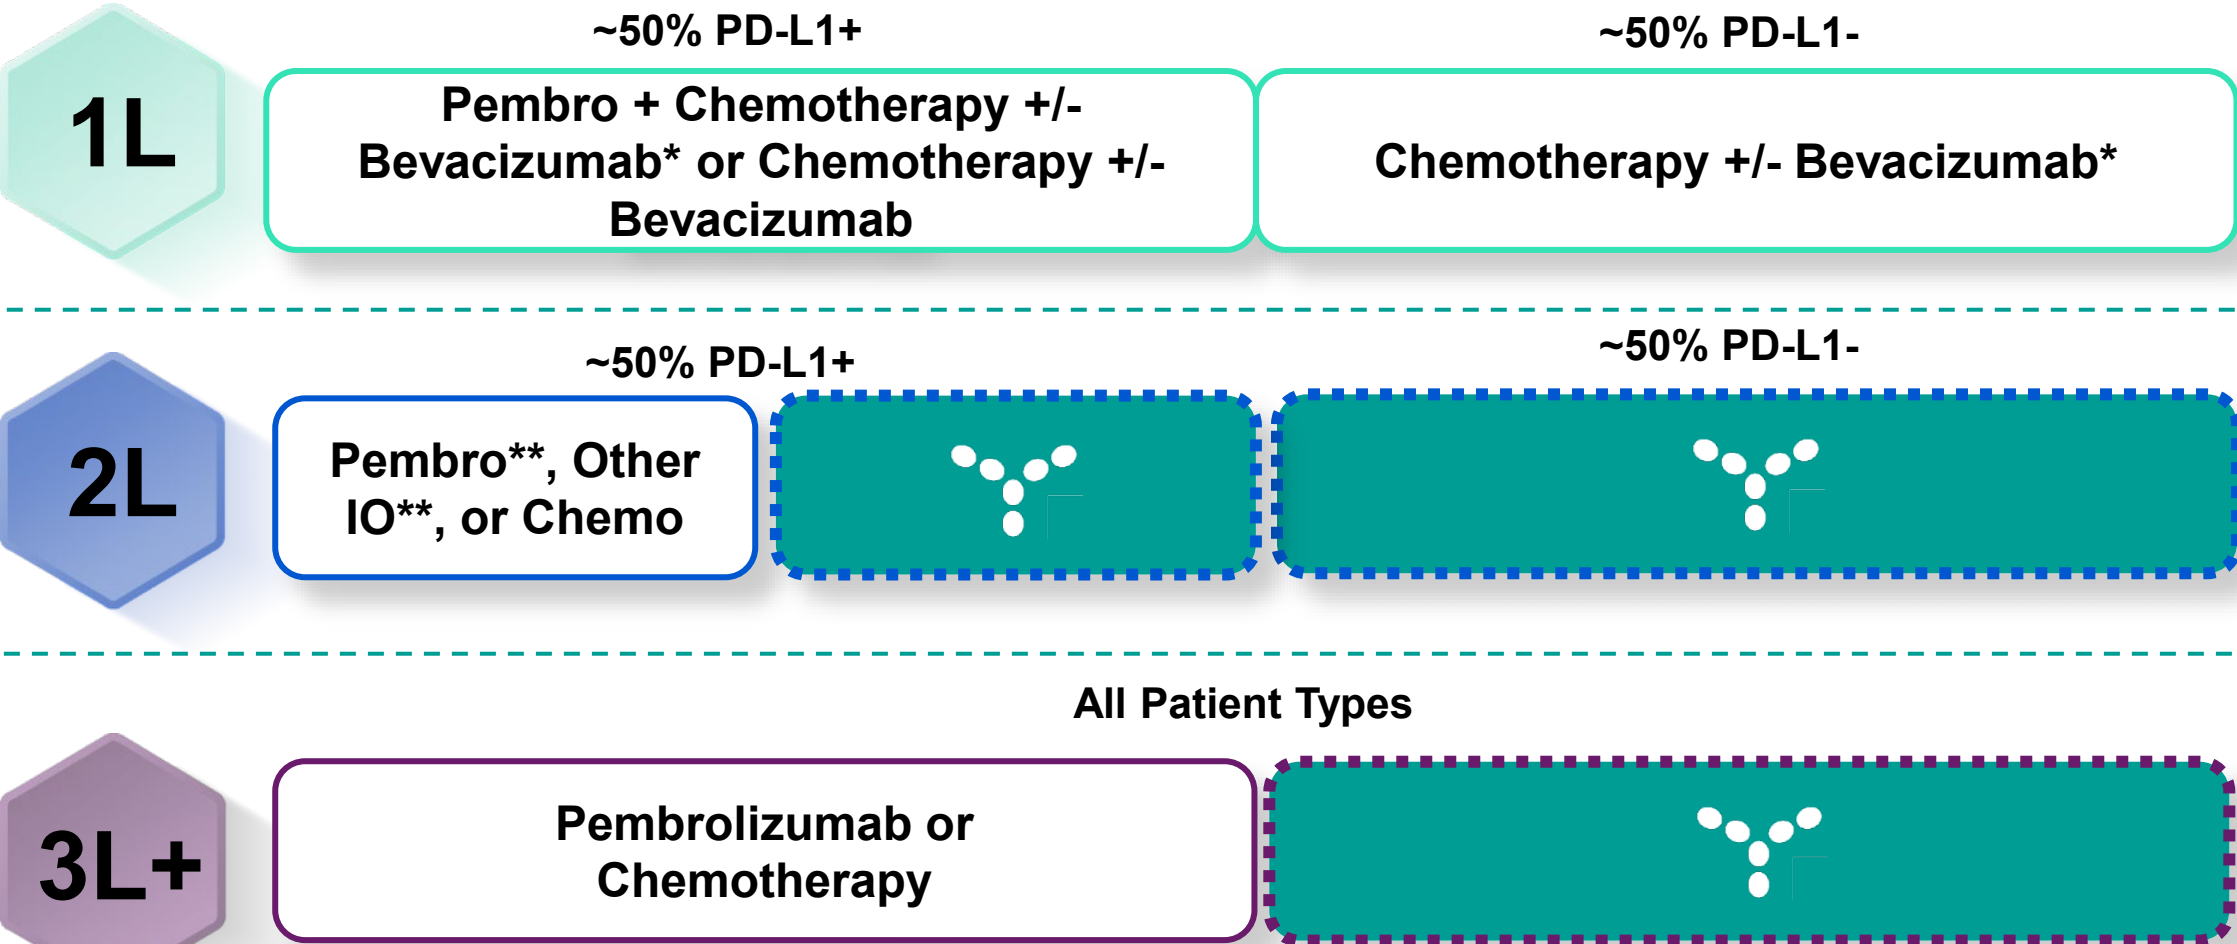 ~50% PD-L1+
~50% PD-L1-
1L
Pembro + Chemotherapy +/-
Bevacizumab* or Chemotherapy +/-
Bevacizumab
Chemotherapy +/- Bevacizumab*
~50% PD-L1+
~50% PD-L1-
2L
Pembro**, Other
IO**, or Chemo
All Patient Types
3L+
Pembrolizumab or
Chemotherapy